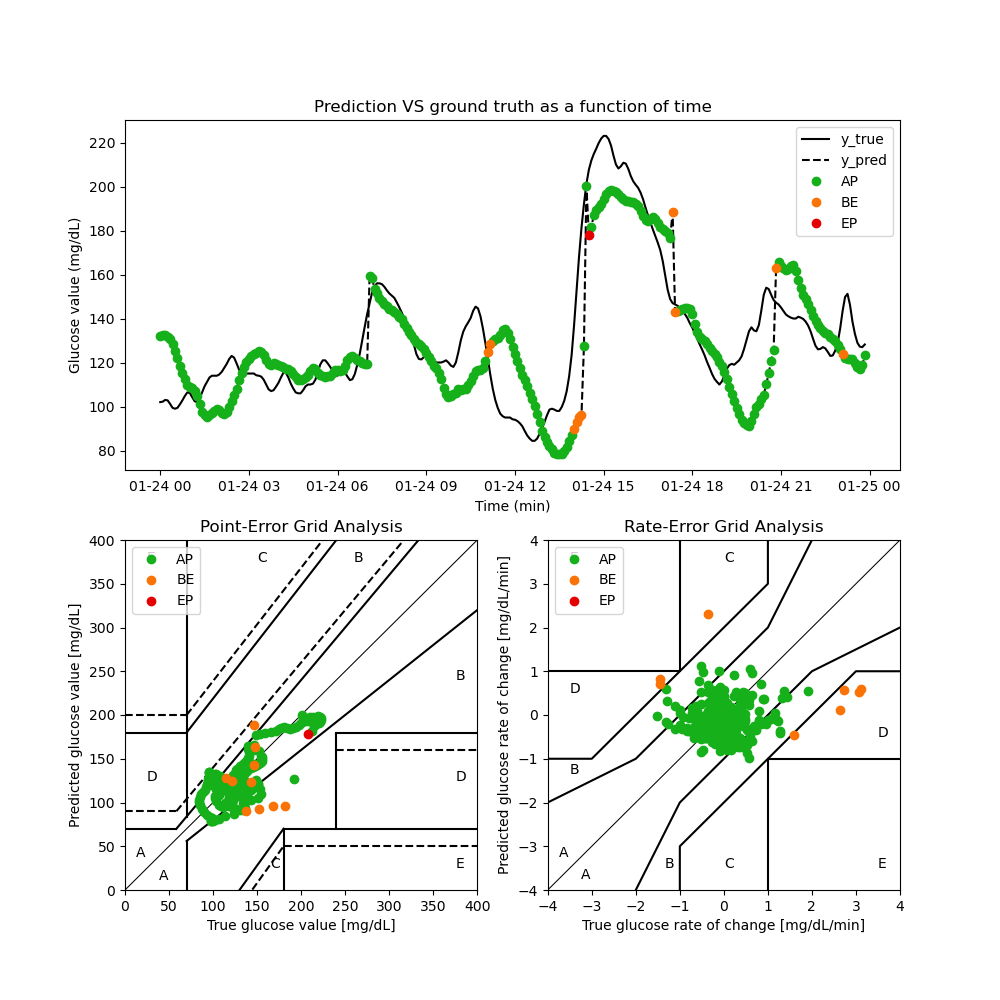 Prediction VS ground truth as a function of time
Glucose value (mg/dL)
220
200
180
160
140
120
100
80
y_true
y_pred
AP
BE
EP
01-24 00 01-24 03 01-24 06 01-24 09 01-24 12 01-24 15 01-24 18 01-24 21 01-25 00
Time (min)
Point-Error Grid Analysis
Predicted glucose value [mg/dL]
400
350
300
250
200
150
100
50
0
AP
BE
EP
C B
B
D D
A
A C E
0 50 100 150 200 250 300 350 400
True glucose value [mg/dL]
Rate-Error Grid Analysis
Predicted glucose rate of change [mg/dL/min]
4
3
2
1
0
−1
−2
−3
−4
AP
BE
EP
C
D
D
B
A
A B C E
−4 −3 −2 −1 0 1 2 3 4
True glucose rate of change [mg/dL/min]